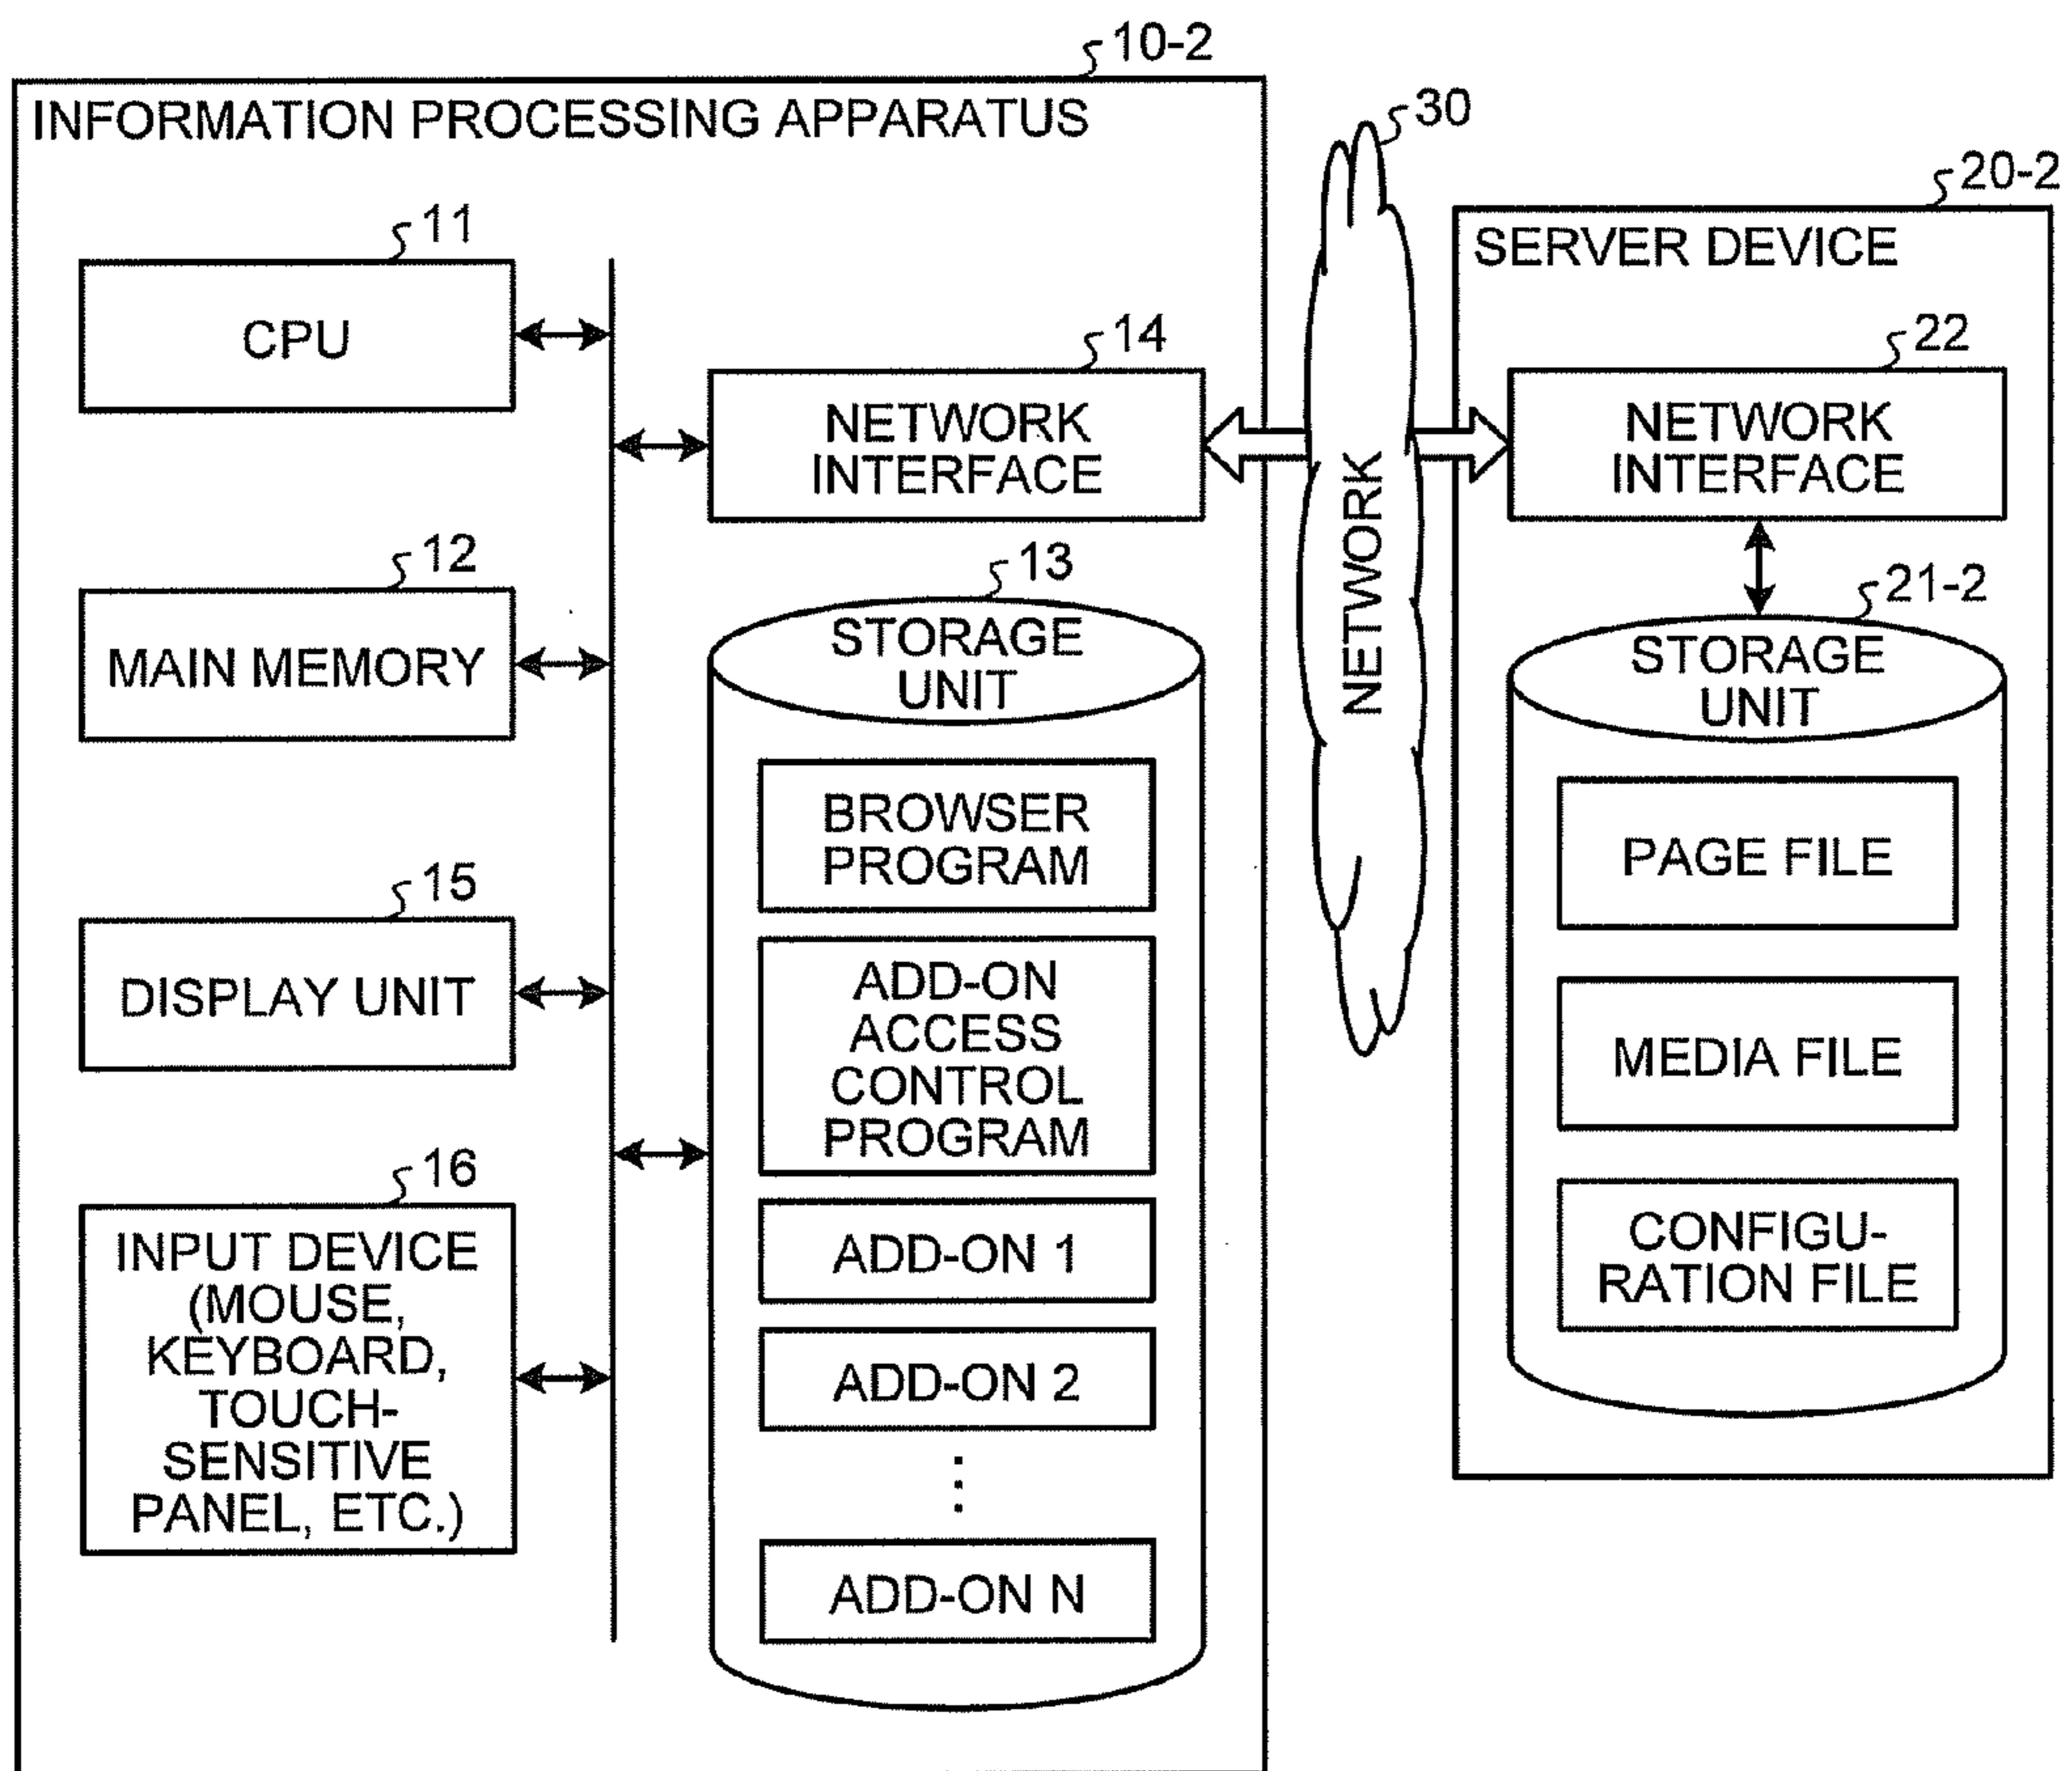 10-2
INFORMATION PROCESSING APPARATUS
11
CPU
12
MAIN MEMORY
15
DISPLAY UNIT
16
INPUT DEVICE
(MOUSE,
KEYBOARD,
TOUCH-
SENSITIVE
PANEL, ETC.)
14
NETWORK
INTERFACE
13
STORAGE
UNIT
BROWSER
PROGRAM
ADD-ON
ACCESS
CONTROL
PROGRAM
ADD-ON 1
ADD-ON 2
⋮
ADD-ON N
30
NETWORK
20-2
SERVER DEVICE
22
NETWORK
INTERFACE
21-2
STORAGE
UNIT
PAGE FILE
MEDIA FILE
CONFIGU-
RATION FILE